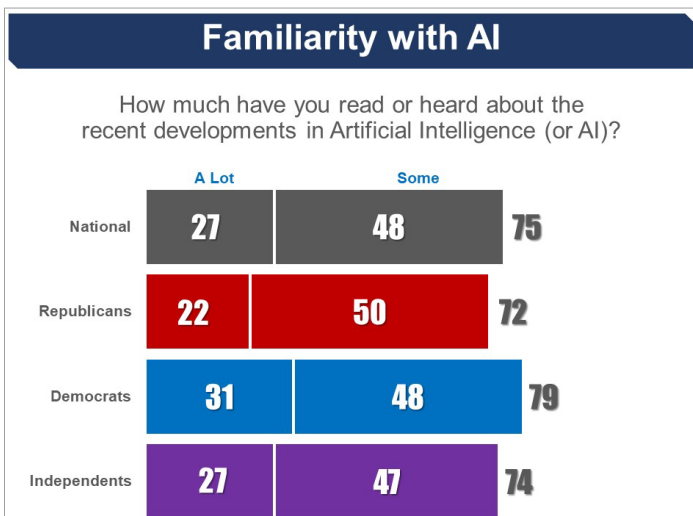 Familiarity with AI
How much have you read or heard about the
recent developments in Artificial Intelligence (or AI)?
A Lot Some
National 27 48 75
Republicans 22 50 72
Democrats 31 48 79
Independents 27 47 74